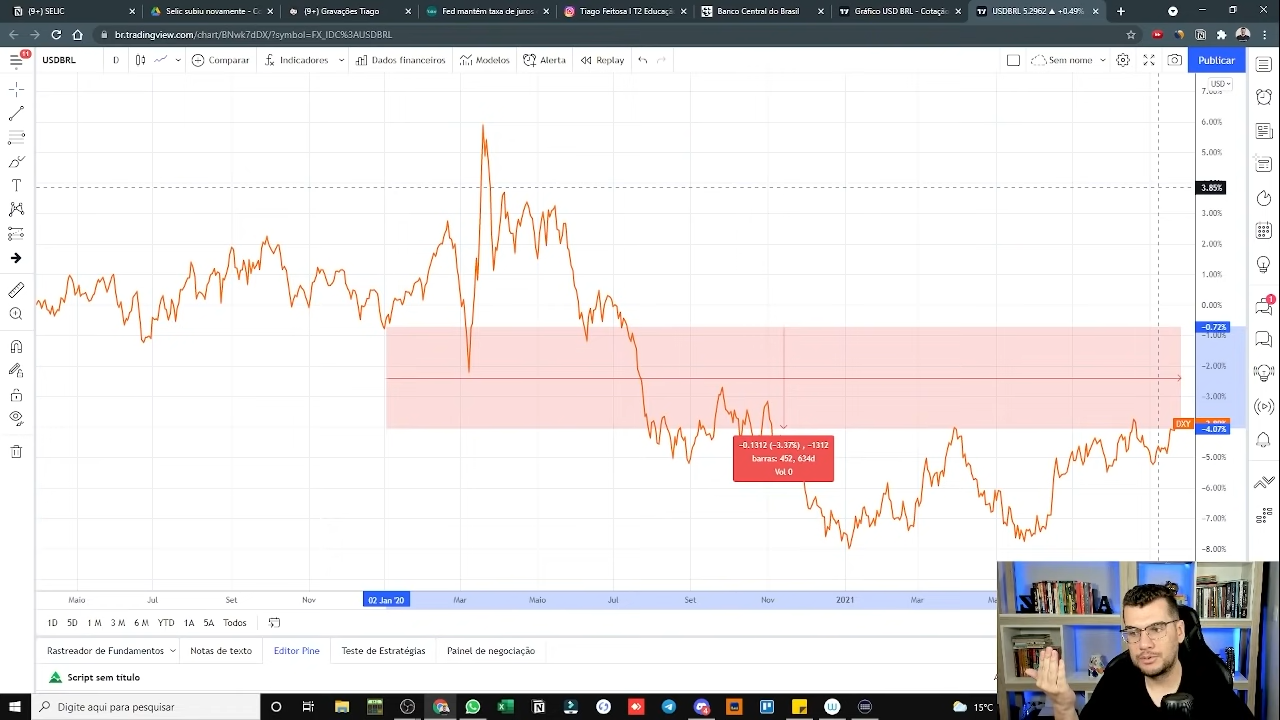 SELIC
Selic subiu novamente - C
(9+) Gravações Tiago
Fed mantém taxa de juros
Tiago Feitosa | T2 Educaçã
Banco Central do Brasil
Gráfico USD BRL - Cotaçã
USDBRL 5.2962 ▲ +0.49%
br.tradingview.com/chart/BNwk7dDX/?symbol=FX_IDC%3AUSDBRL
11
USDBRL
D
Comparar
Indicadores
Dados financeiros
Modelos
Alerta
Replay
Sem nome
Publicar
USD
7.00%
6.00%
5.00%
3.85%
3.00%
2.00%
1.00%
0.00%
-0.72%
-1.00%
-2.00%
-3.00%
DXY
-4.07%
-5.00%
-6.00%
-7.00%
-8.00%
1
-0.1312 (-3.37%) , -1312
barras: 452, 634d
Vol 0
Maio
Jul
Set
Nov
02 Jan '20
Mar
Maio
Jul
Set
Nov
2021
Mar
1D 5D 1 M 3 M 6 M YTD 1A 5A Todos
Rastreador de Fundamentos
Notas de texto
Editor Pine
Teste de Estratégias
Painel de negociação
Script sem título
Digite aqui para pesquisar
15°C